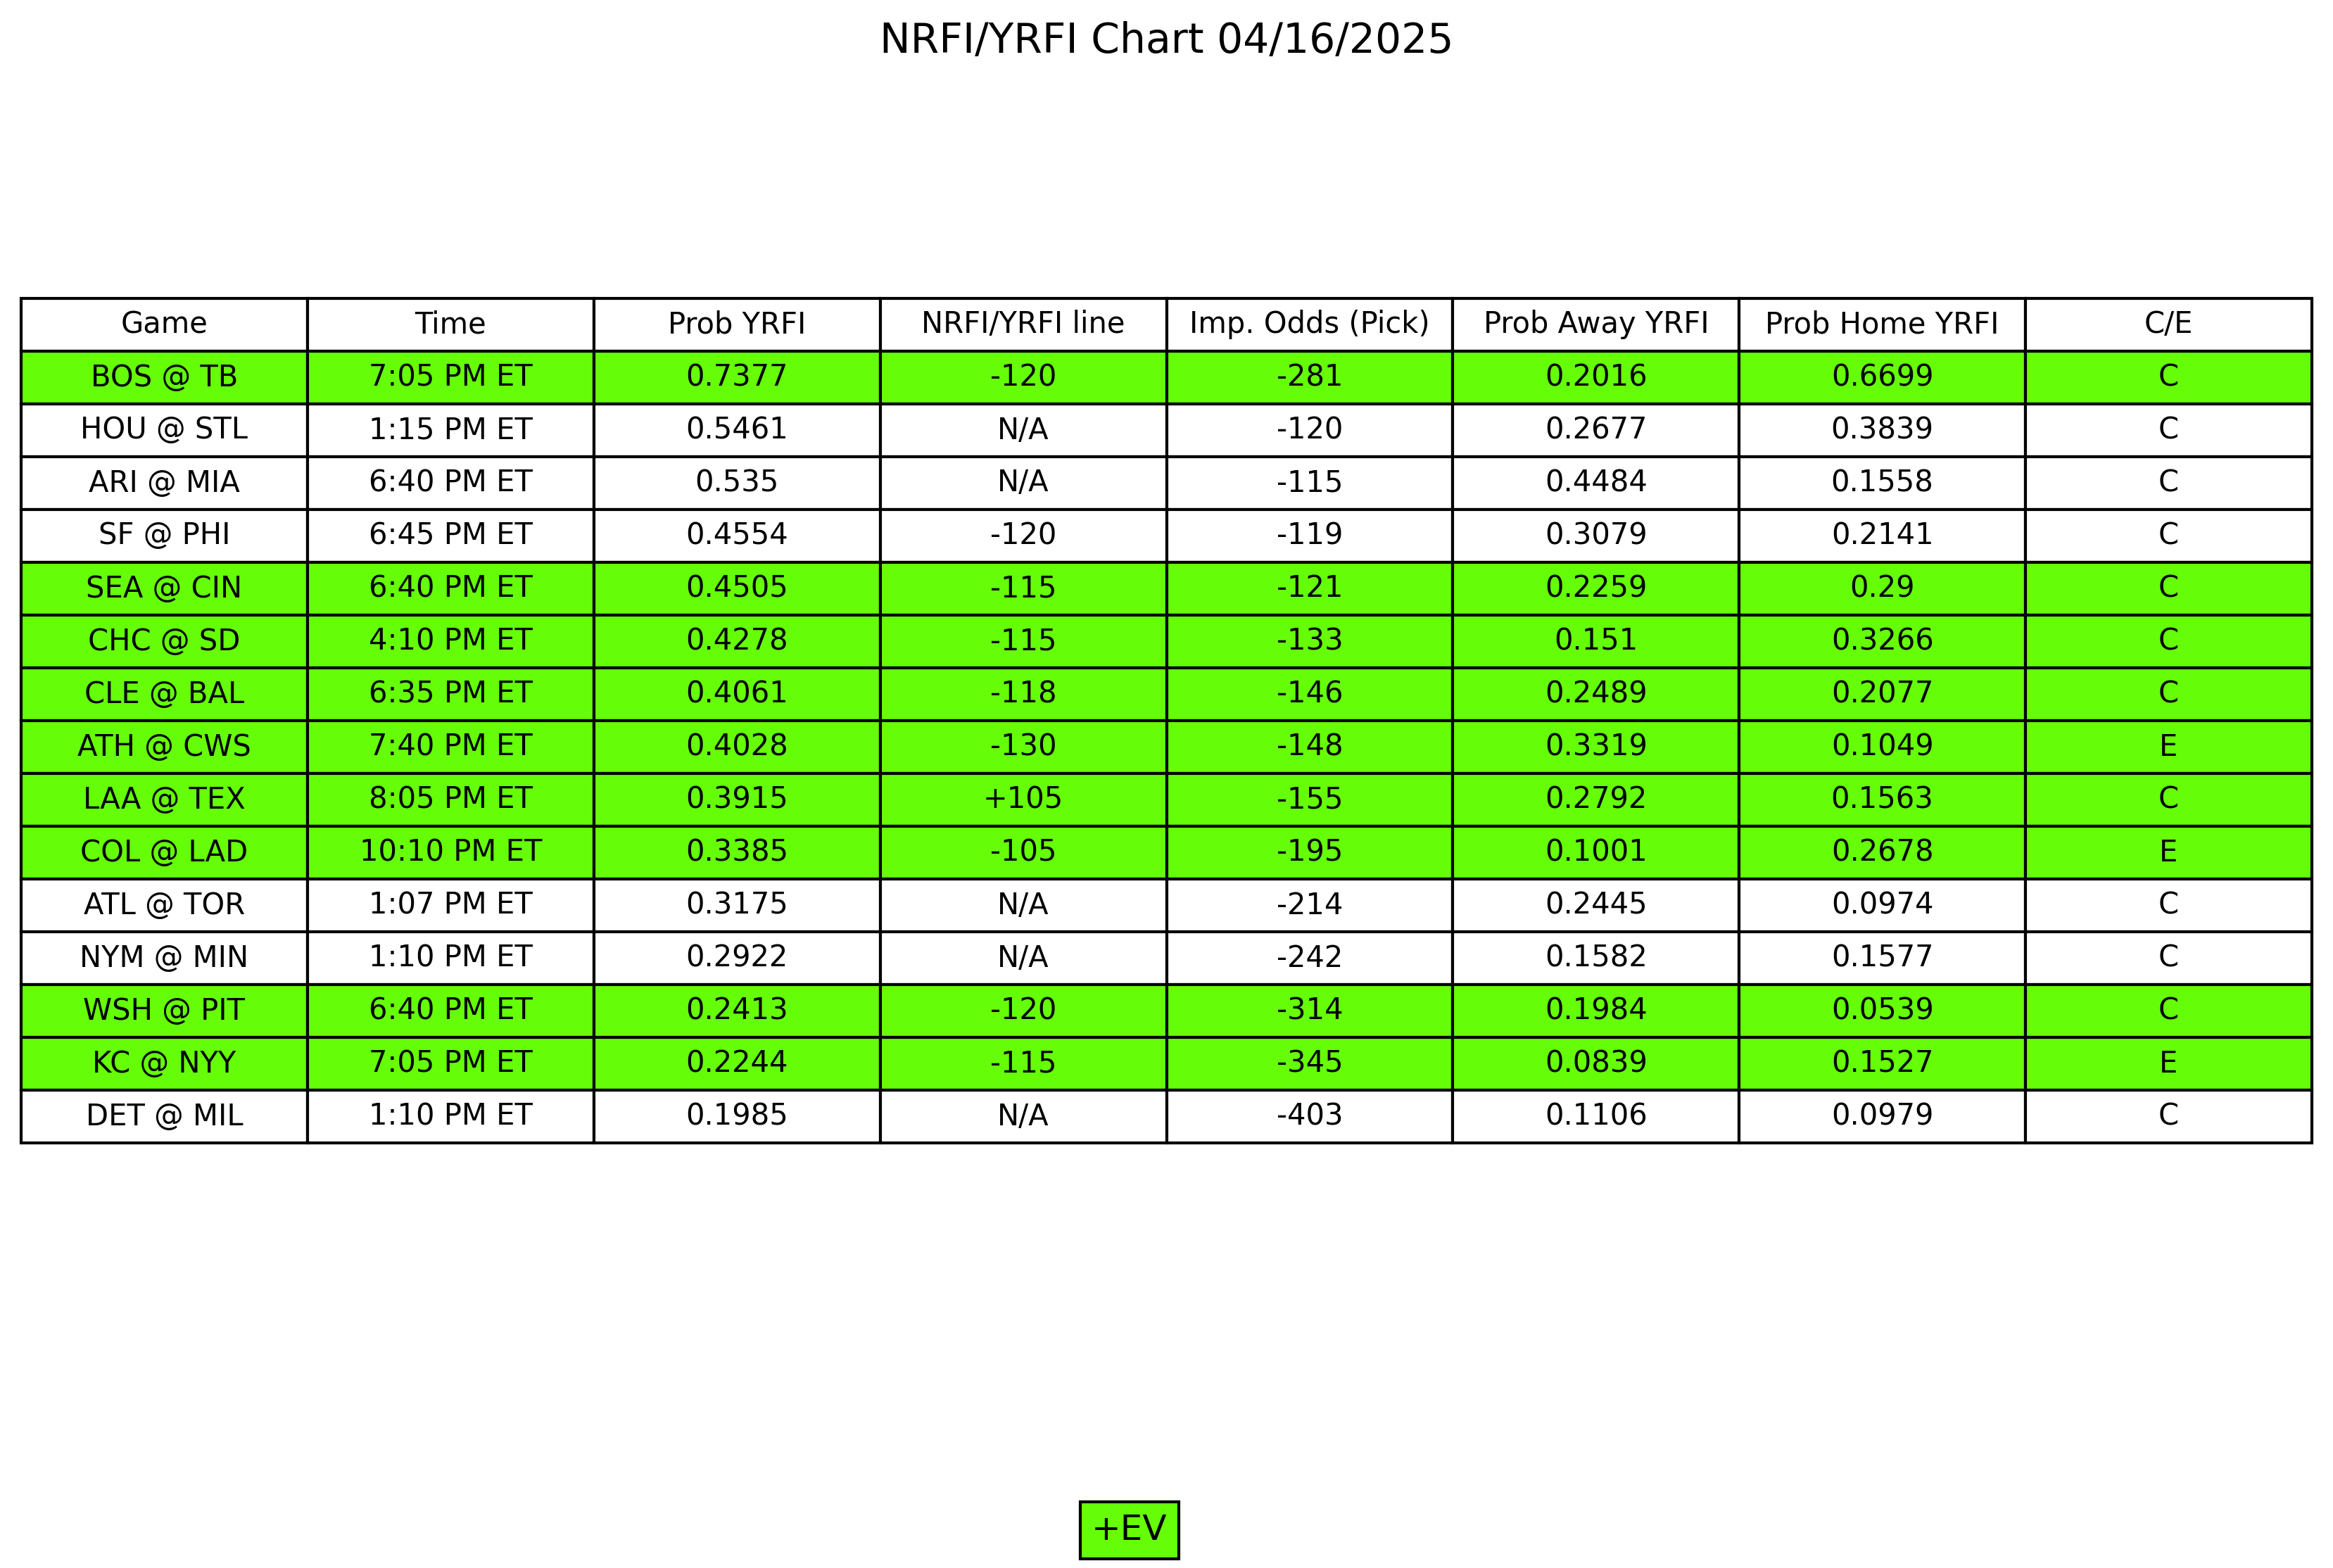 NRFI/YRFI Chart 04/16/2025
Game Time Prob YRFI NRFI/YRFI line Imp. Odds (Pick) Prob Away YRFI Prob Home YRFI C/E
BOS @ TB 7:05 PM ET 0.7377 -120 -281 0.2016 0.6699 C
HOU @ STL 1:15 PM ET 0.5461 N/A -120 0.2677 0.3839 C
ARI @ MIA 6:40 PM ET 0.535 N/A -115 0.4484 0.1558 C
SF @ PHI 6:45 PM ET 0.4554 -120 -119 0.3079 0.2141 C
SEA @ CIN 6:40 PM ET 0.4505 -115 -121 0.2259 0.29 C
CHC @ SD 4:10 PM ET 0.4278 -115 -133 0.151 0.3266 C
CLE @ BAL 6:35 PM ET 0.4061 -118 -146 0.2489 0.2077 C
ATH @ CWS 7:40 PM ET 0.4028 -130 -148 0.3319 0.1049 E
LAA @ TEX 8:05 PM ET 0.3915 +105 -155 0.2792 0.1563 C
COL @ LAD 10:10 PM ET 0.3385 -105 -195 0.1001 0.2678 E
ATL @ TOR 1:07 PM ET 0.3175 N/A -214 0.2445 0.0974 C
NYM @ MIN 1:10 PM ET 0.2922 N/A -242 0.1582 0.1577 C
WSH @ PIT 6:40 PM ET 0.2413 -120 -314 0.1984 0.0539 C
KC @ NYY 7:05 PM ET 0.2244 -115 -345 0.0839 0.1527 E
DET @ MIL 1:10 PM ET 0.1985 N/A -403 0.1106 0.0979 C
+EV